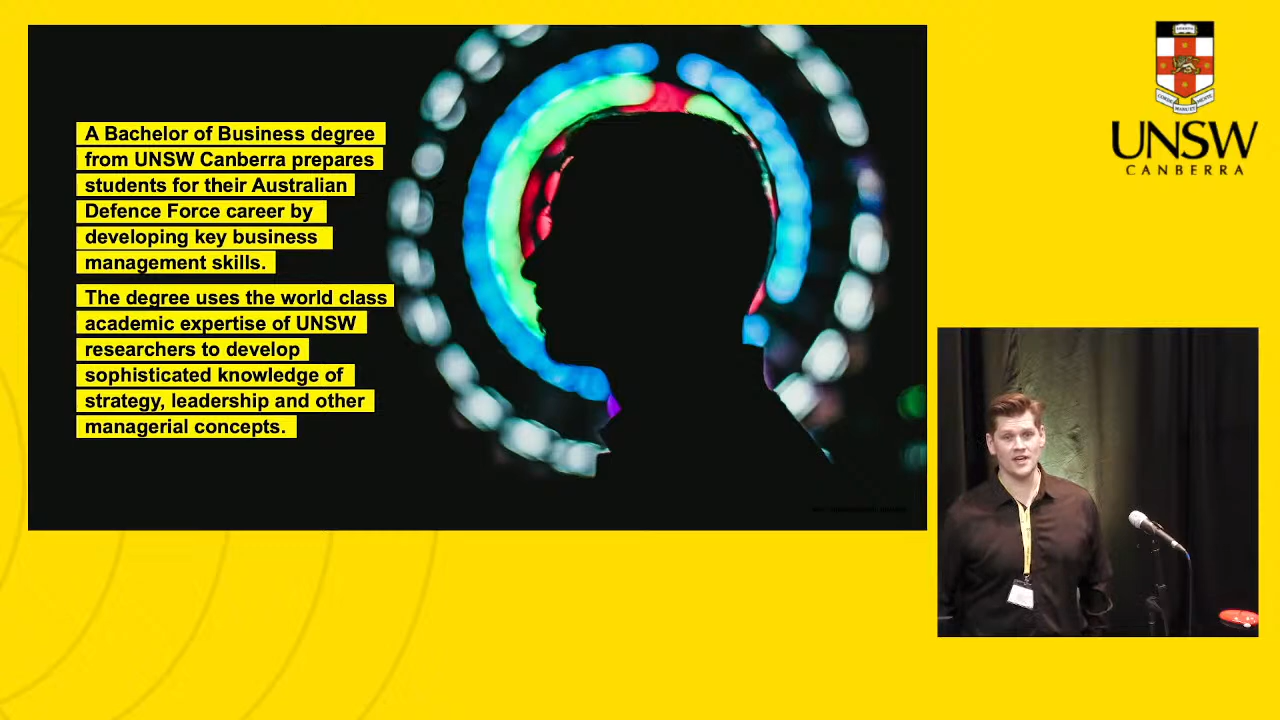 A Bachelor of Business degree
from UNSW Canberra prepares
students for their Australian
Defence Force career by
developing key business
management skills.
The degree uses the world class
academic expertise of UNSW
researchers to develop
sophisticated knowledge of
strategy, leadership and other
managerial concepts.
UNSW
CANBERRA